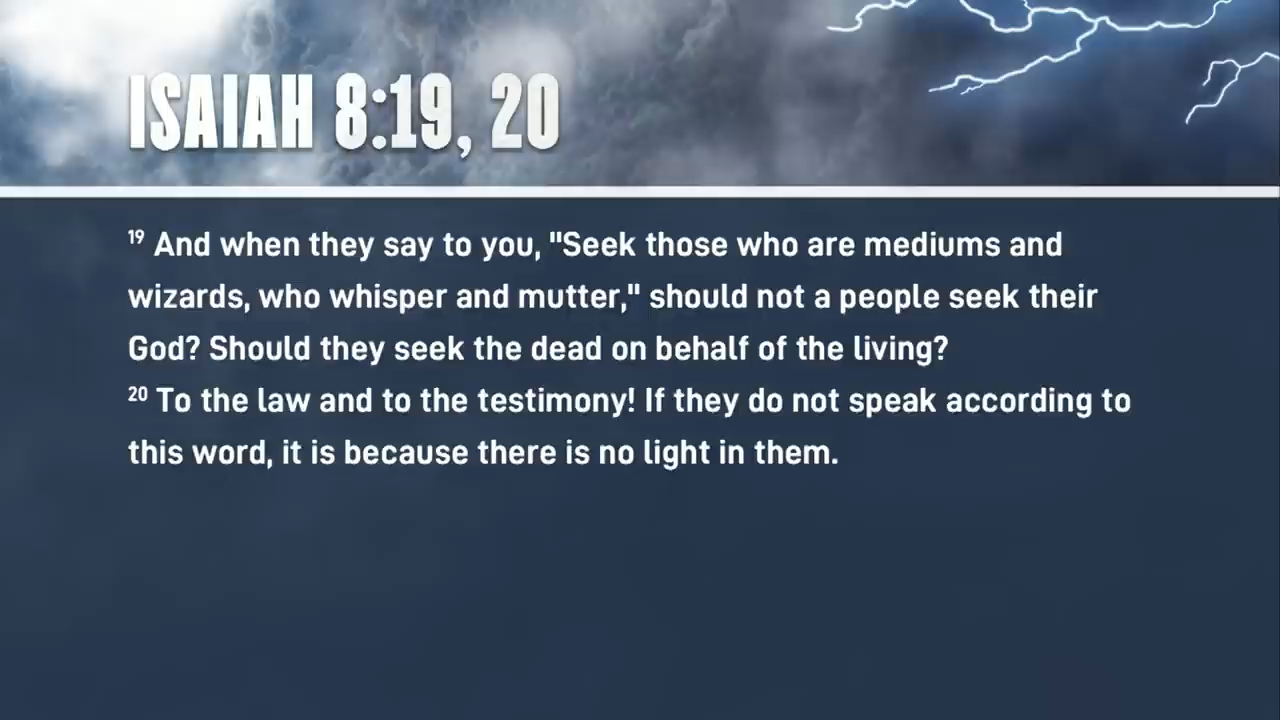 ISAIAH 8:19, 20
¹⁹ And when they say to you, "Seek those who are mediums and
wizards, who whisper and mutter," should not a people seek their
God? Should they seek the dead on behalf of the living?
²⁰ To the law and to the testimony! If they do not speak according to
this word, it is because there is no light in them.